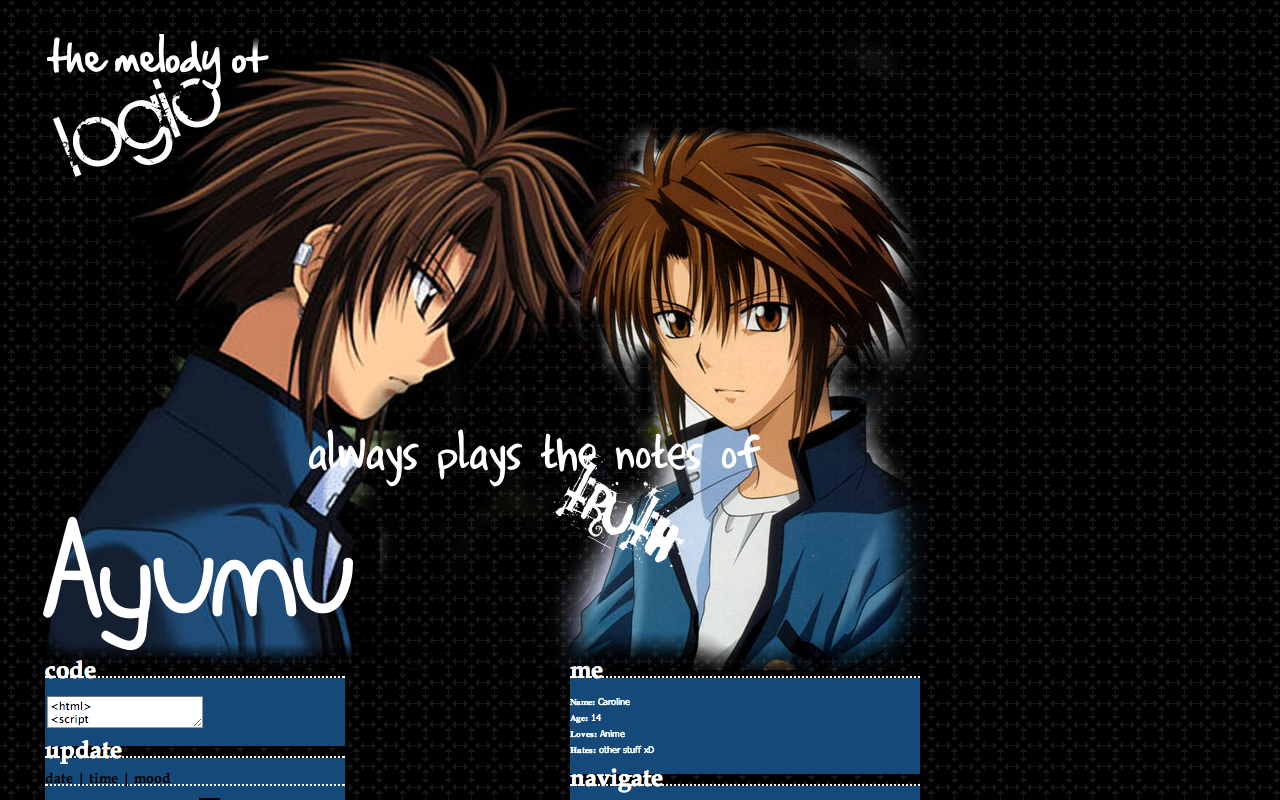 the melody of
logic
always plays the notes of
truth
Ayumu
code
<html>
<script
update
date | time | mood
me
Name: Caroline
Age: 14
Loves: Anime
Hates: other stuff xD
navigate